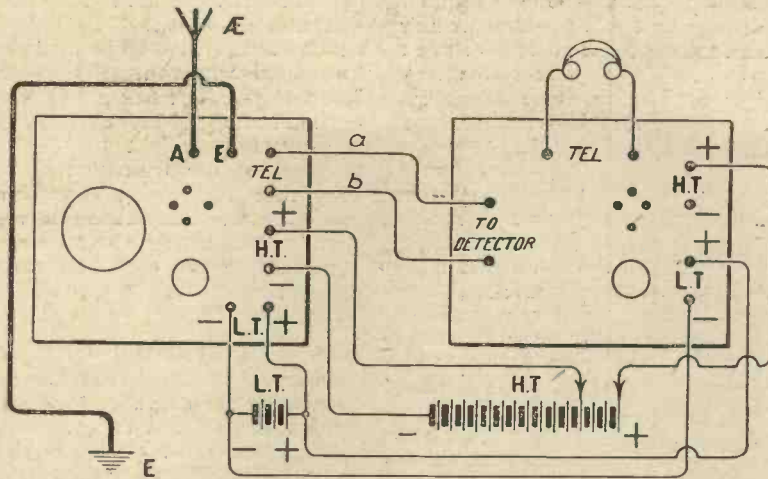 Æ
A E
TEL
+
H.T.
−
− L.T. +
a
b
TEL
+
H.T.
−
+
L.T
−
TO
DETECTOR
L.T.
− +
H.T
− +
E